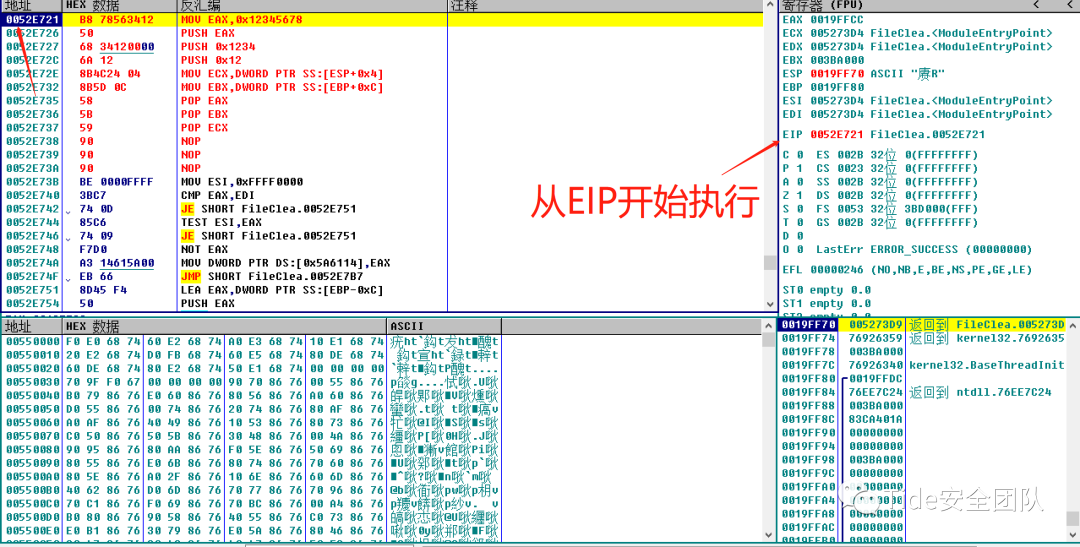 地址 HEX 数据 反汇编 注释
0052E721 B8 78563412 MOV EAX,0x12345678
0052E726 50 PUSH EAX
0052E727 68 34120000 PUSH 0x1234
0052E72C 6A 12 PUSH 0x12
0052E72E 8B4C24 04 MOV ECX,DWORD PTR SS:[ESP+0x4]
0052E732 8B5D 0C MOV EBX,DWORD PTR SS:[EBP+0xC]
0052E735 58 POP EAX
0052E736 5B POP EBX
0052E737 59 POP ECX
0052E738 90 NOP
0052E739 90 NOP
0052E73A 90 NOP
0052E73B BE 0000FFFF MOV ESI,0xFFFF0000
0052E740 3BC7 CMP EAX,EDI
0052E742 74 0D JE SHORT FileClea.0052E751
0052E744 85C6 TEST ESI,EAX
0052E746 74 09 JE SHORT FileClea.0052E751
0052E748 F7D0 NOT EAX
0052E74A A3 14615A00 MOV DWORD PTR DS:[0x5A6114],EAX
0052E74F EB 66 JMP SHORT FileClea.0052E7B7
0052E751 8D45 F4 LEA EAX,DWORD PTR SS:[EBP-0xC]
0052E754 50 PUSH EAX
从EIP开始执行
寄存器 (FPU) < <
EAX 0019FFCC
ECX 005273D4 FileClea.<ModuleEntryPoint>
EDX 005273D4 FileClea.<ModuleEntryPoint>
EBX 003BA000
ESP 0019FF70 ASCII "赓R"
EBP 0019FF80
ESI 005273D4 FileClea.<ModuleEntryPoint>
EDI 005273D4 FileClea.<ModuleEntryPoint>
EIP 0052E721 FileClea.0052E721
C 0 ES 002B 32位 0(FFFFFFFF)
P 1 CS 0023 32位 0(FFFFFFFF)
A 0 SS 002B 32位 0(FFFFFFFF)
Z 1 DS 002B 32位 0(FFFFFFFF)
S 0 FS 0053 32位 3BD000(FFF)
T 0 GS 002B 32位 0(FFFFFFFF)
D 0
O 0 LastErr ERROR_SUCCESS (00000000)
EFL 00000246 (NO,NB,E,BE,NS,PE,GE,LE)
ST0 empty 0.0
ST1 empty 0.0
地址 HEX 数据 ASCII
00550000 F0 E0 68 74 60 E2 68 74 A0 E3 68 74 10 E1 68 74
00550010 20 E2 68 74 D0 FB 68 74 60 E5 68 74 80 DE 68 74
00550020 60 DE 68 74 80 E2 68 74 50 E1 68 74 00 00 00 00
00550030 70 9F F0 67 00 00 00 00 90 70 86 76 00 55 86 76
00550040 B0 79 86 76 E0 60 86 76 80 56 86 76 A0 60 86 76
00550050 D0 55 86 76 00 74 86 76 20 74 86 76 80 AF 86 76
00550060 A0 AF 86 76 40 49 86 76 10 53 86 76 80 73 86 76
00550070 C0 50 86 76 50 5B 86 76 30 48 86 76 00 4A 86 76
00550080 90 95 86 76 80 AA 86 76 F0 5E 86 76 50 69 86 76
00550090 80 55 86 76 E0 6B 86 76 80 74 86 76 70 60 86 76
005500A0 80 5E 86 76 A0 2F 86 76 10 6E 86 76 60 6D 86 76
005500B0 40 62 86 76 D0 6D 86 76 70 77 86 76 70 96 86 76
005500C0 70 C1 86 76 F0 69 86 76 70 BC 86 76 00 A4 86 76
005500D0 B0 80 86 76 90 58 86 76 40 55 86 76 C0 73 86 76
005500E0 E0 B1 86 76 30 79 86 76 E0 5A 86 76 80 46 86 76
0019FF70 005273D9 返回到 FileClea.005273D
0019FF74 76926359 返回到 kernel32.7692635
0019FF78 003BA000
0019FF7C 76926340 kernel32.BaseThreadInit
0019FF80 0019FFDC
0019FF84 76EE7C24 返回到 ntdll.76EE7C24
0019FF88 003BA000
0019FF8C 83CA401A
0019FF90 00000000
0019FF94 00000000
0019FF98 003BA000
0019FF9C 00000000
0019FFA0 00000000
0019FFA4 00000000
0019FFA8 00000000
0019FFAC 00000000
0019FFB0 00000000
Tide安全团队